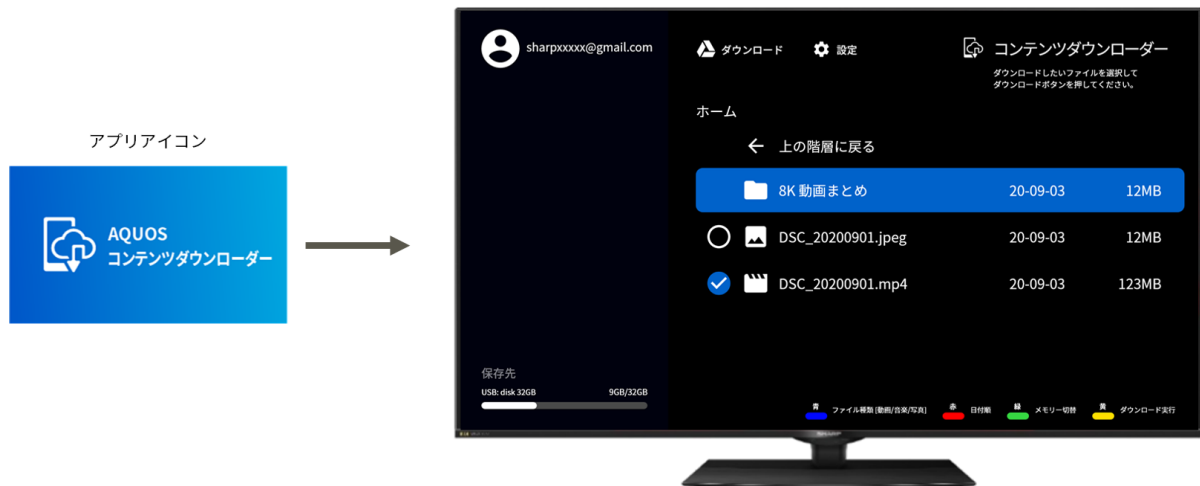 アプリアイコン
AQUOS
コンテンツダウンローダー
sharpxxxxx@gmail.com
ダウンロード
設定
コンテンツダウンローダー
ダウンロードしたいファイルを選択して
ダウンロードボタンを押してください。
ホーム
上の階層に戻る
8K 動画まとめ 20-09-03 12MB
DSC_20200901.jpeg 20-09-03 12MB
DSC_20200901.mp4 20-09-03 123MB
保存先
USB: disk 32GB 9GB/32GB
青 ファイル種類 [動画/音楽/写真]
赤 日付順
緑 メモリー切替
黄 ダウンロード実行
SHARP